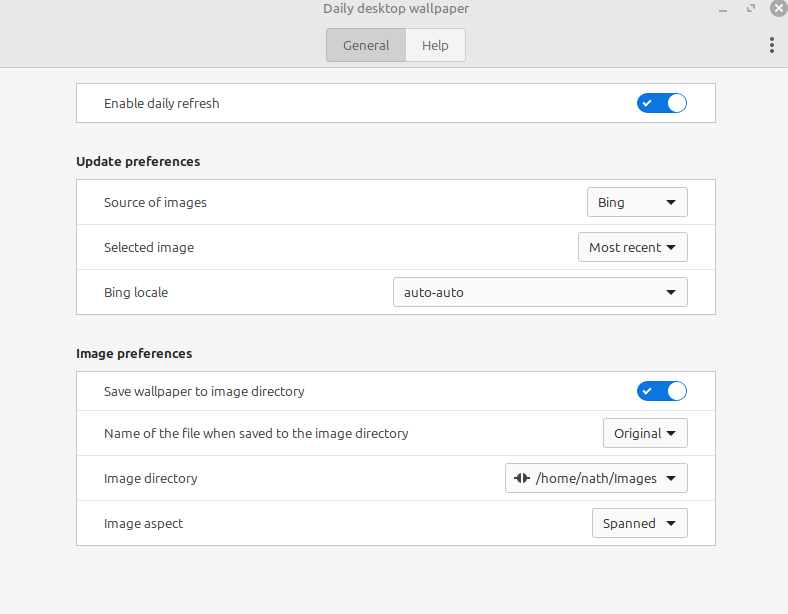 Daily desktop wallpaper
General Help
Enable daily refresh
Update preferences
Source of images Bing
Selected image Most recent
Bing locale auto-auto
Image preferences
Save wallpaper to image directory
Name of the file when saved to the image directory Original
Image directory /home/nath/Images
Image aspect Spanned